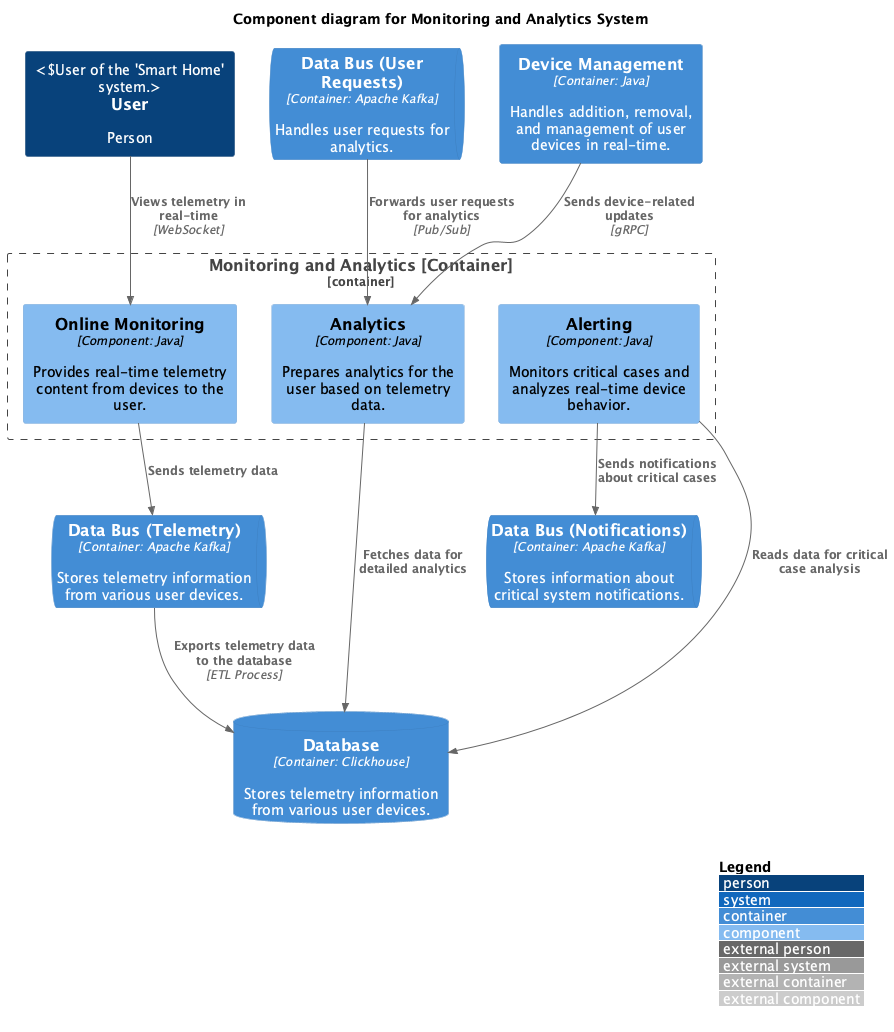 Component diagram for Monitoring and Analytics System
<$User of the 'Smart Home'
system.>
User
Person
Data Bus (User
Requests)
[Container: Apache Kafka]
Handles user requests for
analytics.
Device Management
[Container: Java]
Handles addition, removal,
and management of user
devices in real-time.
Views telemetry in
real-time
[WebSocket]
Forwards user requests
for analytics
[Pub/Sub]
Sends device-related
updates
[gRPC]
Monitoring and Analytics [Container]
[container]
Online Monitoring
[Component: Java]
Provides real-time telemetry
content from devices to the
user.
Analytics
[Component: Java]
Prepares analytics for the
user based on telemetry
data.
Alerting
[Component: Java]
Monitors critical cases and
analyzes real-time device
behavior.
Sends telemetry data
Sends notifications
about critical cases
Data Bus (Telemetry)
[Container: Apache Kafka]
Stores telemetry information
from various user devices.
Fetches data for
detailed analytics
Data Bus (Notifications)
[Container: Apache Kafka]
Stores information about
critical system notifications.
Reads data for critical
case analysis
Exports telemetry data
to the database
[ETL Process]
Database
[Container: Clickhouse]
Stores telemetry information
from various user devices.
Legend
person
system
container
component
external person
external system
external container
external component